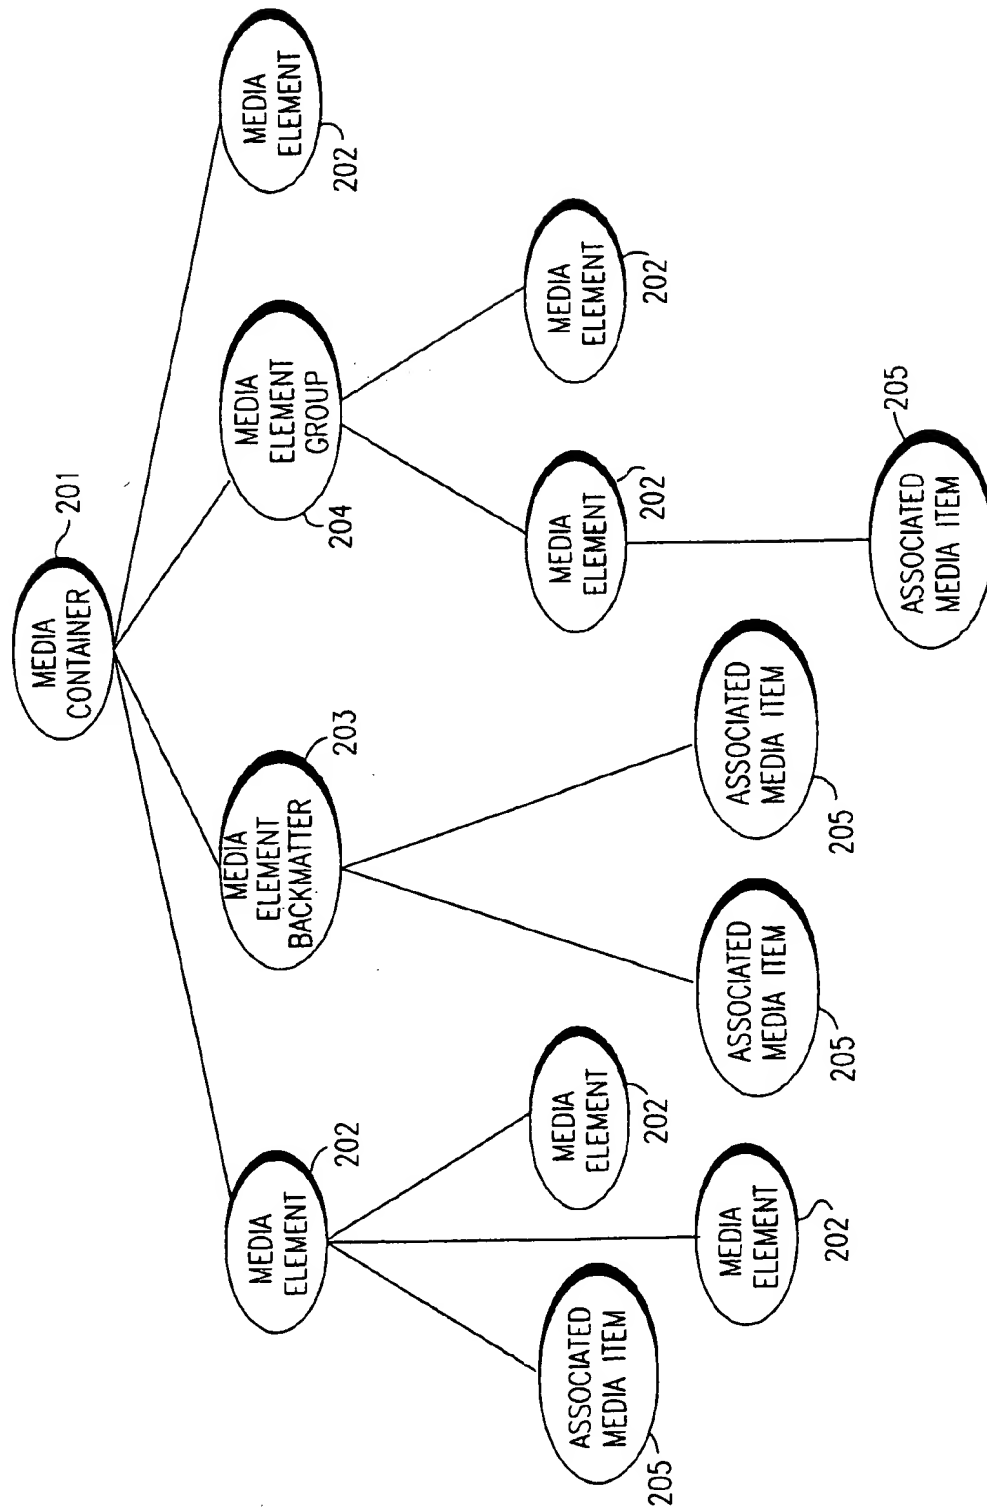 MEDIA
CONTAINER
201
MEDIA
ELEMENT
202
MEDIA
ELEMENT
BACKMATTER
203
MEDIA
ELEMENT
GROUP
204
MEDIA
ELEMENT
202
ASSOCIATED
MEDIA ITEM
205
MEDIA
ELEMENT
202
MEDIA
ELEMENT
202
ASSOCIATED
MEDIA ITEM
205
ASSOCIATED
MEDIA ITEM
205
MEDIA
ELEMENT
202
MEDIA
ELEMENT
202
ASSOCIATED
MEDIA ITEM
205